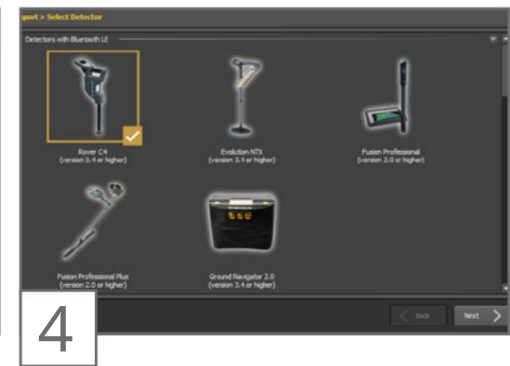 port > Select Detector
Detectors with Bluetooth LE
Rover C4
(version 3.4 or higher)
Evolution NTX
(version 3.4 or higher)
Fusion Professional
(version 2.0 or higher)
Fusion Professional Plus
(version 2.0 or higher)
Ground Navigator 2.0
(version 3.4 or higher)
Back
Next
4